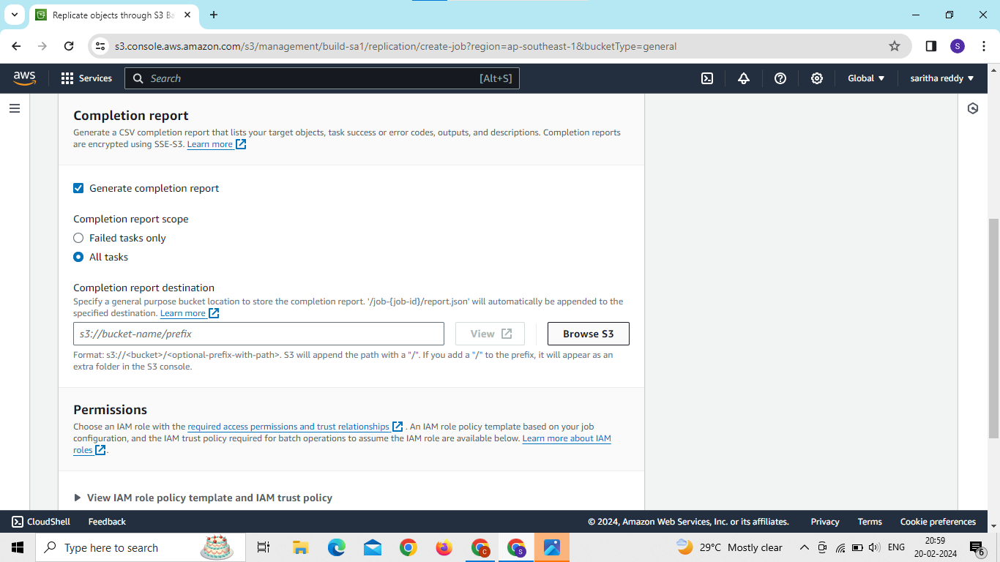 Replicate objects through S3 Ba
s3.console.aws.amazon.com/s3/management/build-sa1/replication/create-job?region=ap-southeast-1&bucketType=general
S
aws
Services
Search
[Alt+S]
Global
saritha reddy
Completion report
Generate a CSV completion report that lists your target objects, task success or error codes, outputs, and descriptions. Completion reports
are encrypted using SSE-S3. Learn more
Generate completion report
Completion report scope
Failed tasks only
All tasks
Completion report destination
Specify a general purpose bucket location to store the completion report. '/job-{job-id}/report.json' will automatically be appended to the
specified destination. Learn more
s3://bucket-name/prefix
View
Browse S3
Format: s3://<bucket>/<optional-prefix-with-path>. S3 will append the path with a "/". If you add a "/" to the prefix, it will appear as an
extra folder in the S3 console.
Permissions
Choose an IAM role with the required access permissions and trust relationships . An IAM role policy template based on your job
configuration, and the IAM trust policy required for batch operations to assume the IAM role are available below. Learn more about IAM
roles .
View IAM role policy template and IAM trust policy
CloudShell
Feedback
© 2024, Amazon Web Services, Inc. or its affiliates.
Privacy
Terms
Cookie preferences
Type here to search
C
S
29°C Mostly clear
ENG
20:59
20-02-2024
6